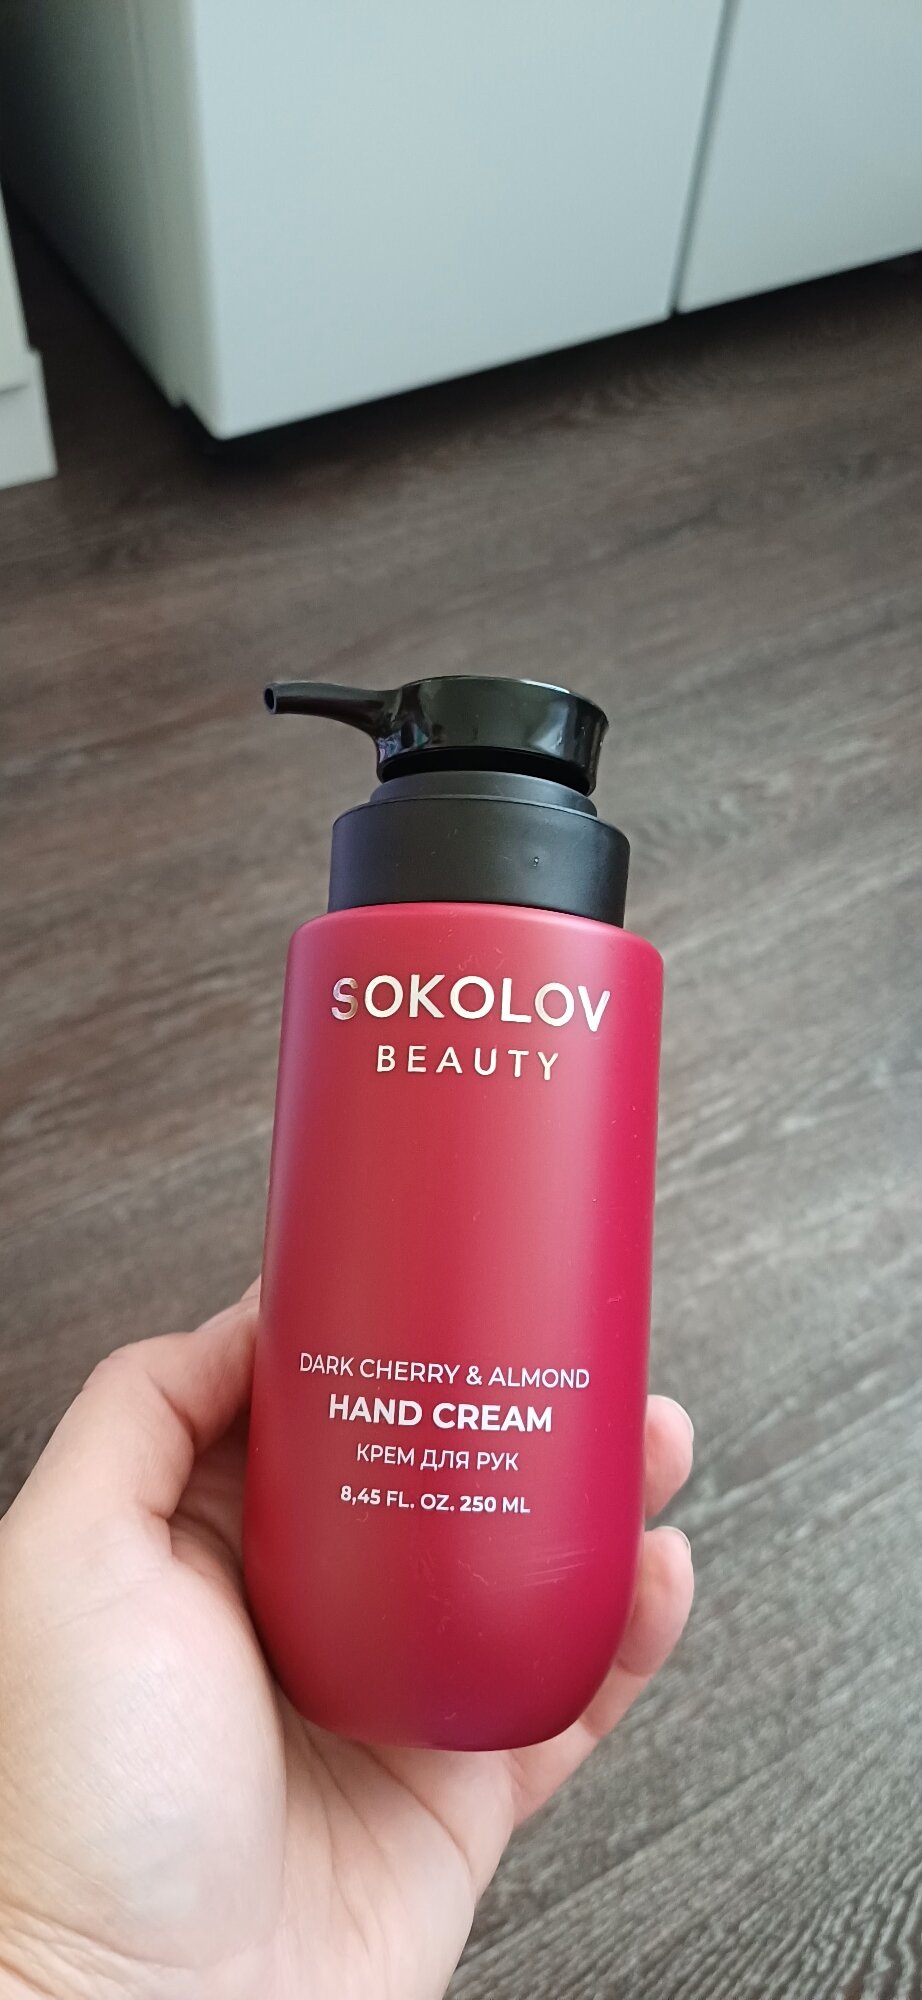 SOKOLOV
BEAUTY
DARK CHERRY & ALMOND
HAND CREAM
КРЕМ ДЛЯ РУК
8,45 FL. OZ. 250 ML